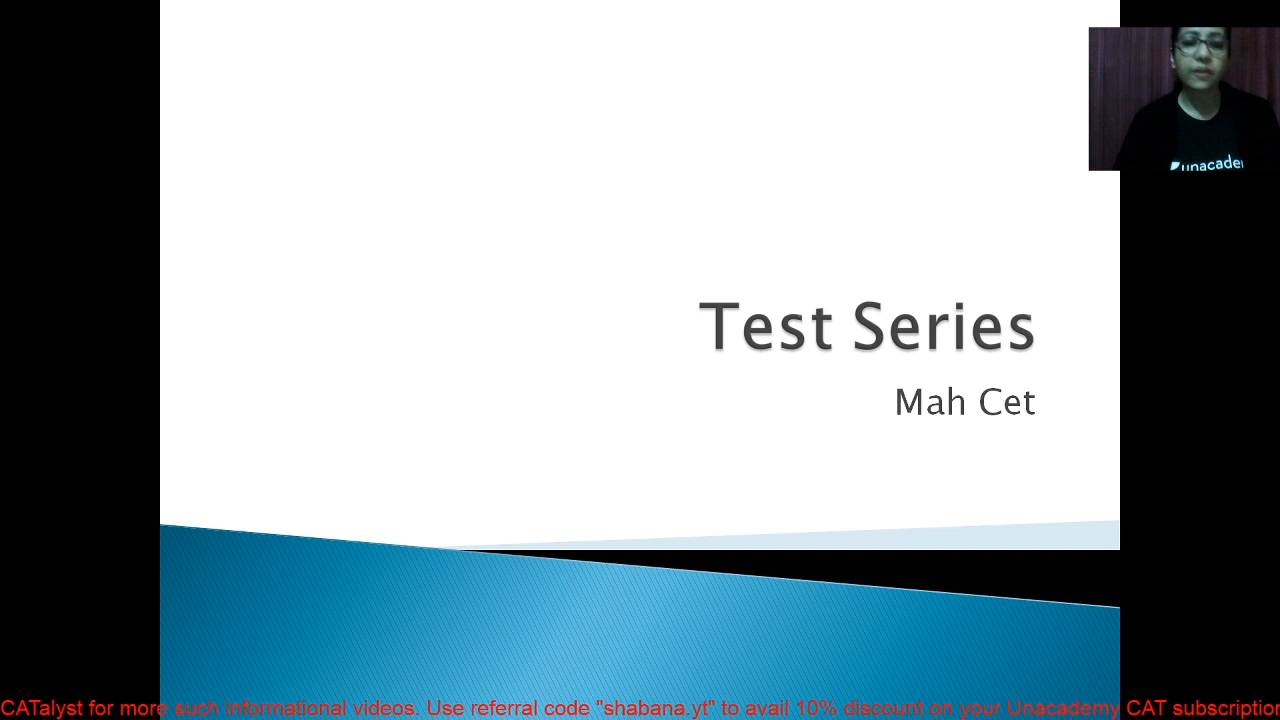 Test Series
Mah Cet
unacade
CATalyst for more such informational videos. Use referral code "shabana.yt" to avail 10% discount on your Unacademy CAT subscription